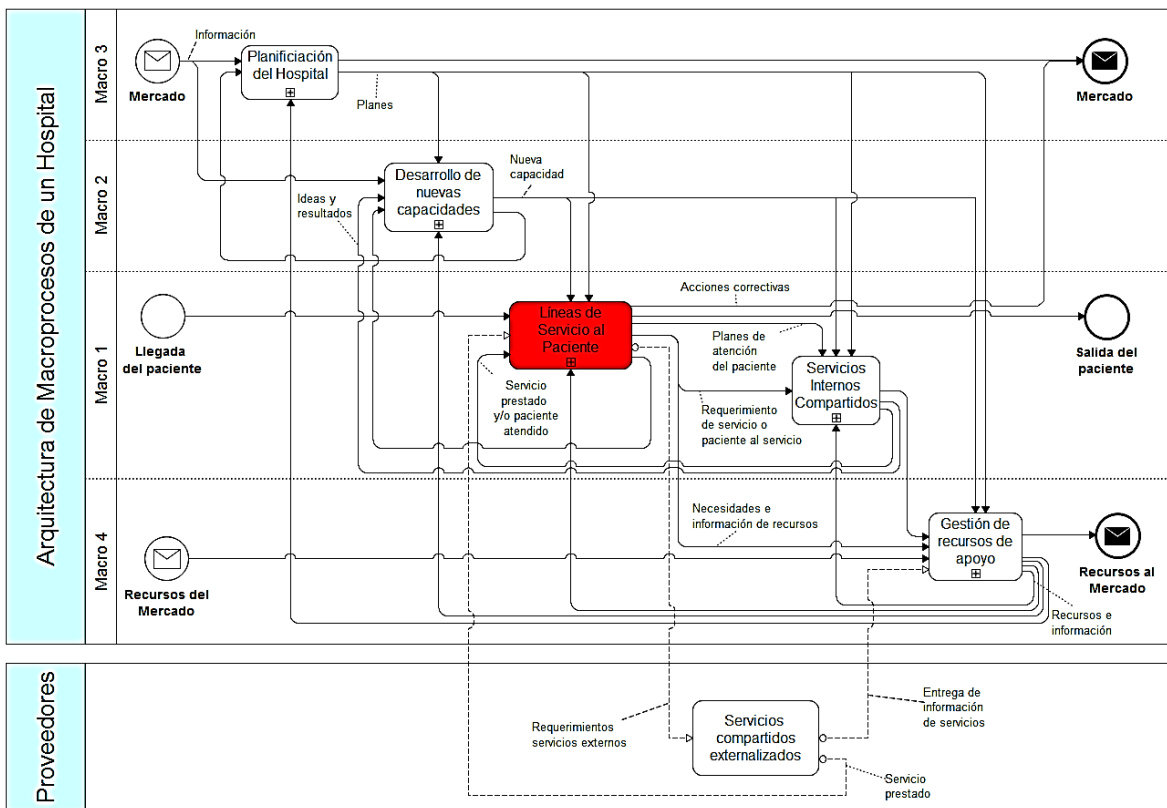 Arquitectura de Macroprocesos de un Hospital
Macro 3
Mercado
Información
Planificiación
del Hospital
Planes
Mercado
Macro 2
Ideas y
resultados
Desarrollo de
nuevas
capacidades
Nueva
capacidad
Macro 1
Llegada
del paciente
Líneas de
Servicio al
Paciente
Servicio
prestado
y/o paciente
atendido
Acciones correctivas
Planes de
atención
del paciente
Requerimiento
de servicio o
paciente al servicio
Servicios
Internos
Compartidos
Salida del
paciente
Macro 4
Recursos del
Mercado
Necesidades e
información de recursos
Gestión de
recursos de
apoyo
Recursos al
Mercado
Recursos e
información
Proveedores
Requerimientos
servicios externos
Servicios
compartidos
externalizados
Entrega de
información
de servicios
Servicio
prestado